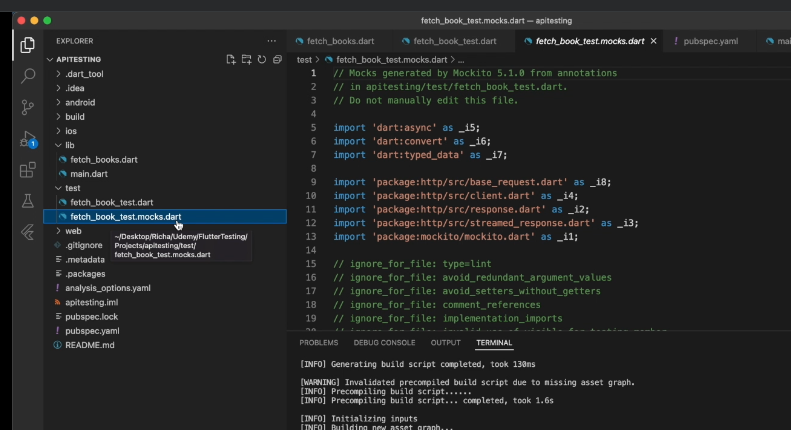 fetch_book_test.mocks.dart — apitesting
EXPLORER
fetch_books.dart
fetch_book_test.dart
fetch_book_test.mocks.dart
pubspec.yaml
APITESTING
test > fetch_book_test.mocks.dart > ...
.dart_tool
.idea
android
build
ios
lib
fetch_books.dart
main.dart
test
fetch_book_test.dart
fetch_book_test.mocks.dart
web
.gitignore
.metadata
.packages
analysis_options.yaml
apitesting.iml
pubspec.lock
pubspec.yaml
README.md
1
~/Desktop/Richa/Udemy/FlutterTesting/
Projects/apitesting/test/
fetch_book_test.mocks.dart
1 // Mocks generated by Mockito 5.1.0 from annotations
2 // in apitesting/test/fetch_book_test.dart.
3 // Do not manually edit this file.
4
5 import 'dart:async' as _i5;
6 import 'dart:convert' as _i6;
7 import 'dart:typed_data' as _i7;
8
9 import 'package:http/src/base_request.dart' as _i8;
10 import 'package:http/src/client.dart' as _i4;
11 import 'package:http/src/response.dart' as _i2;
12 import 'package:http/src/streamed_response.dart' as _i3;
13 import 'package:mockito/mockito.dart' as _i1;
14
15 // ignore_for_file: type=lint
16 // ignore_for_file: avoid_redundant_argument_values
17 // ignore_for_file: avoid_setters_without_getters
18 // ignore_for_file: comment_references
19 // ignore_for_file: implementation_imports
PROBLEMS DEBUG CONSOLE OUTPUT TERMINAL
[INFO] Generating build script completed, took 130ms
[WARNING] Invalidated precompiled build script due to missing asset graph.
[INFO] Precompiling build script......
[INFO] Precompiling build script... completed, took 1.6s
[INFO] Initializing inputs
[INFO] Building new asset graph...